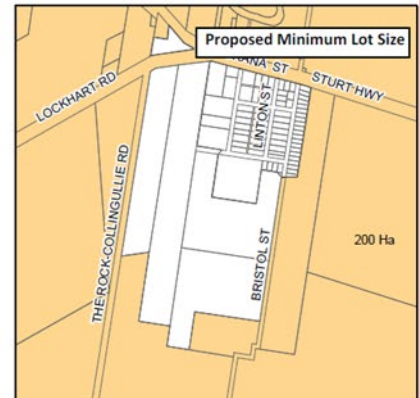 Proposed Minimum Lot Size
STURT HWY
LOCKHART RD
LINTON ST
THE ROCK-COLLINGULLIE RD
BRISTOL ST
200 Ha